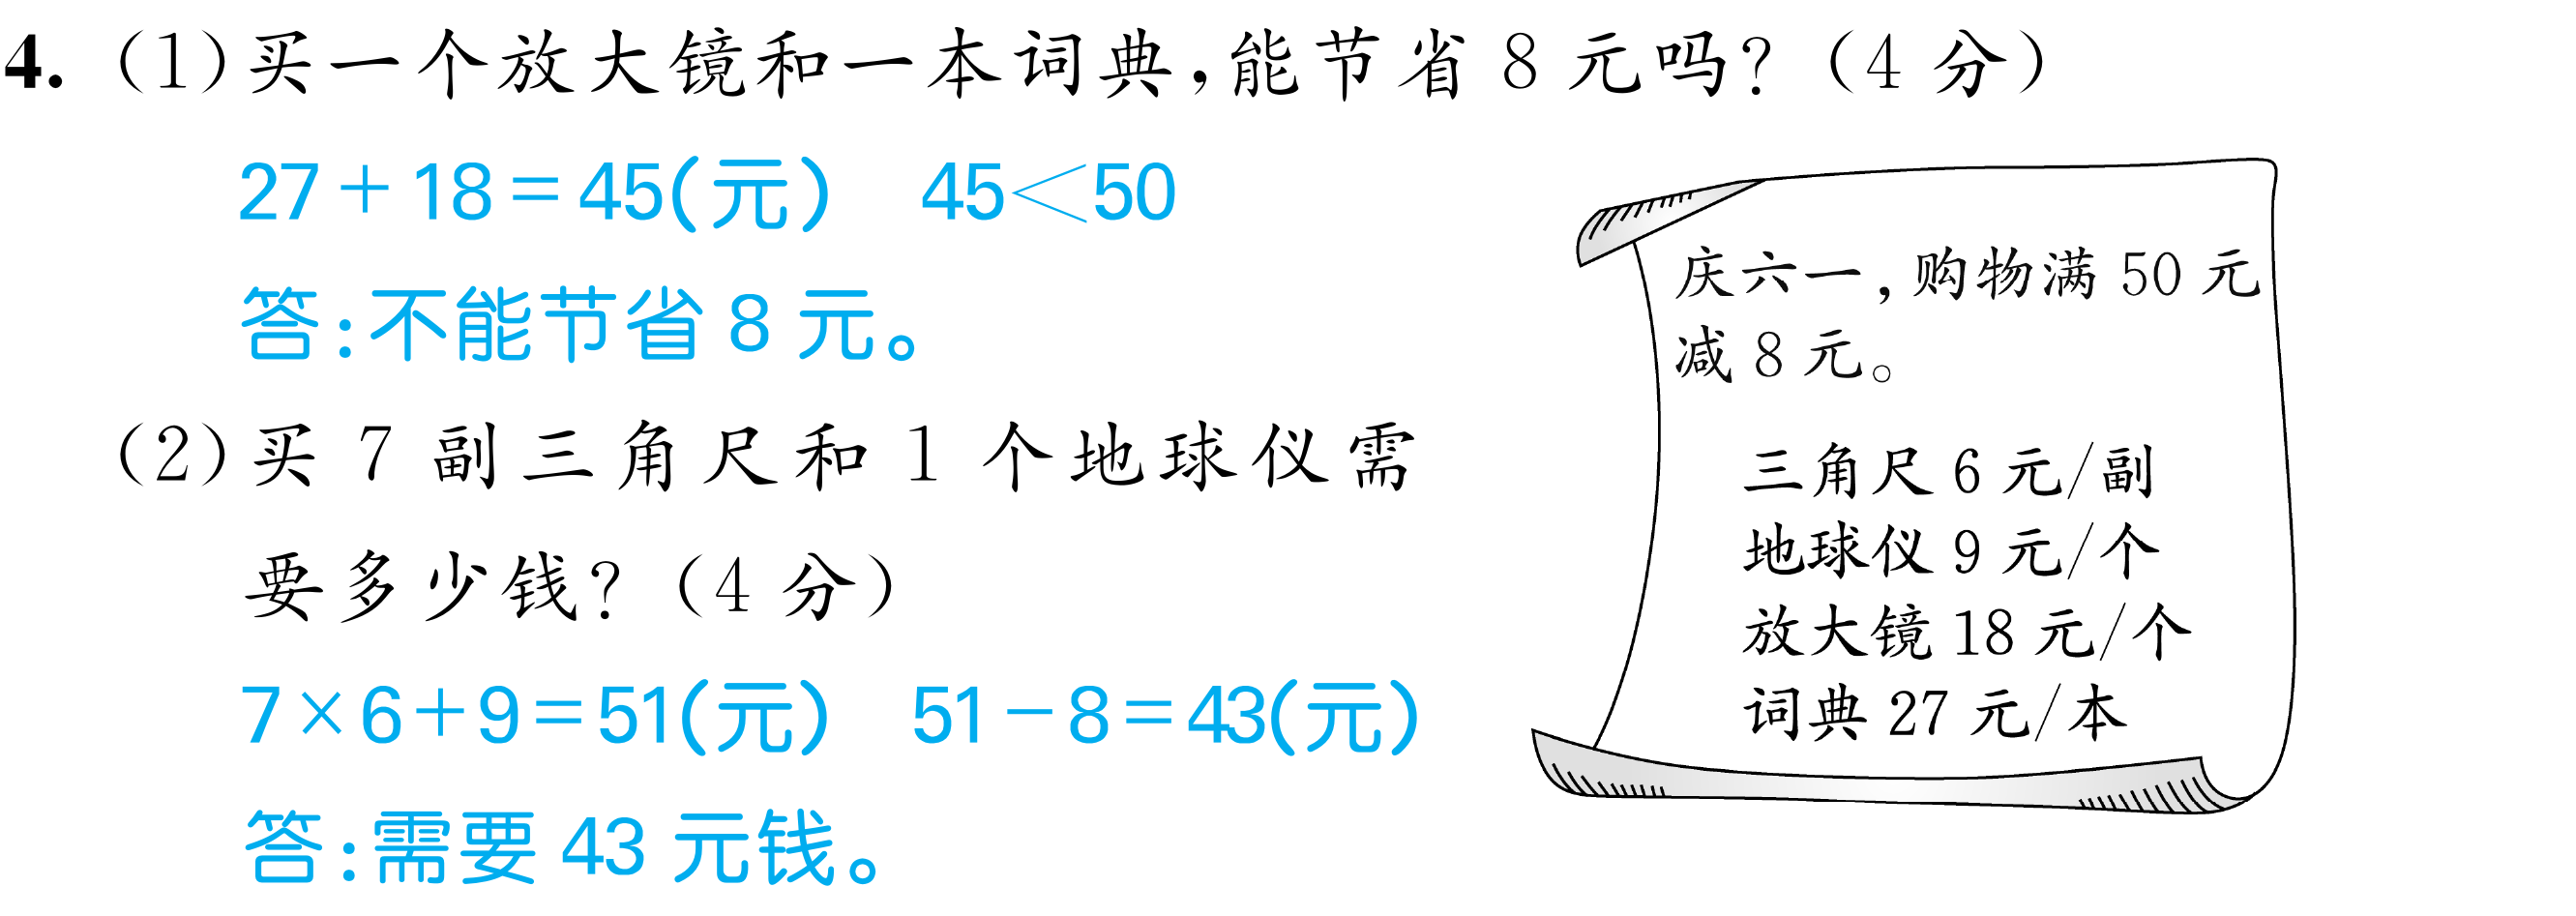 4.(1)买一个放大镜和一本词典,能节省 8 元吗?(4 分)
27+18=45(元) 45<50
答:不能节省 8 元。
(2)买 7 副三角尺和 1 个地球仪需
要多少钱?(4 分)
7×6+9=51(元) 51-8=43(元)
答:需要 43 元钱。
庆六一,购物满 50 元
减 8 元。
三角尺 6 元/副
地球仪 9 元/个
放大镜 18 元/个
词典 27 元/本